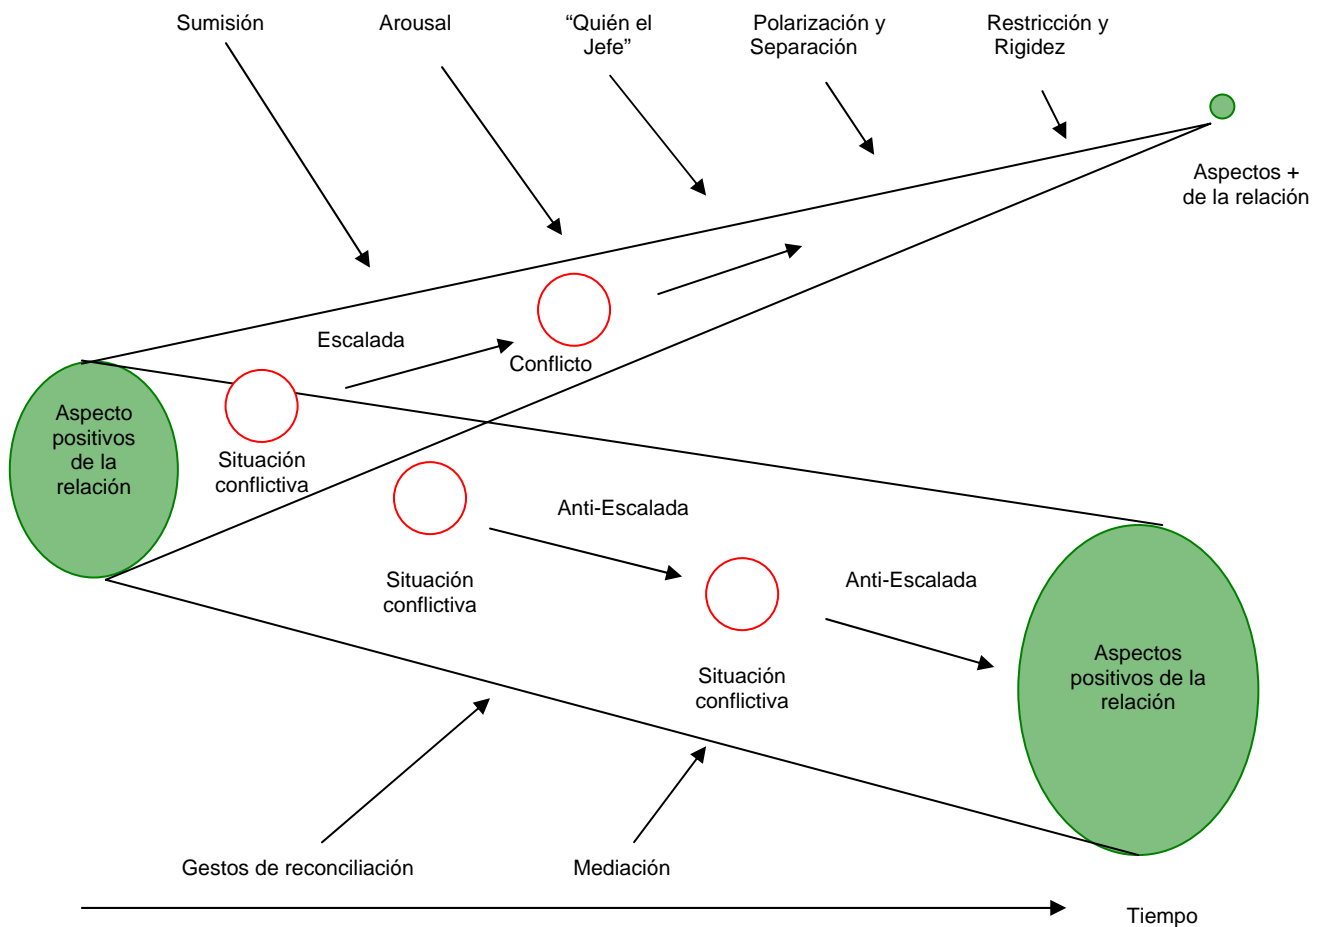 Sumisión
Arousal
“Quién el
Jefe”
Polarización y
Separación
Restricción y
Rigidez
Aspectos +
de la relación
Escalada
Conflicto
Aspecto
positivos
de la
relación
Situación
conflictiva
Anti-Escalada
Situación
conflictiva
Anti-Escalada
Situación
conflictiva
Aspectos
positivos de la
relación
Gestos de reconciliación
Mediación
Tiempo